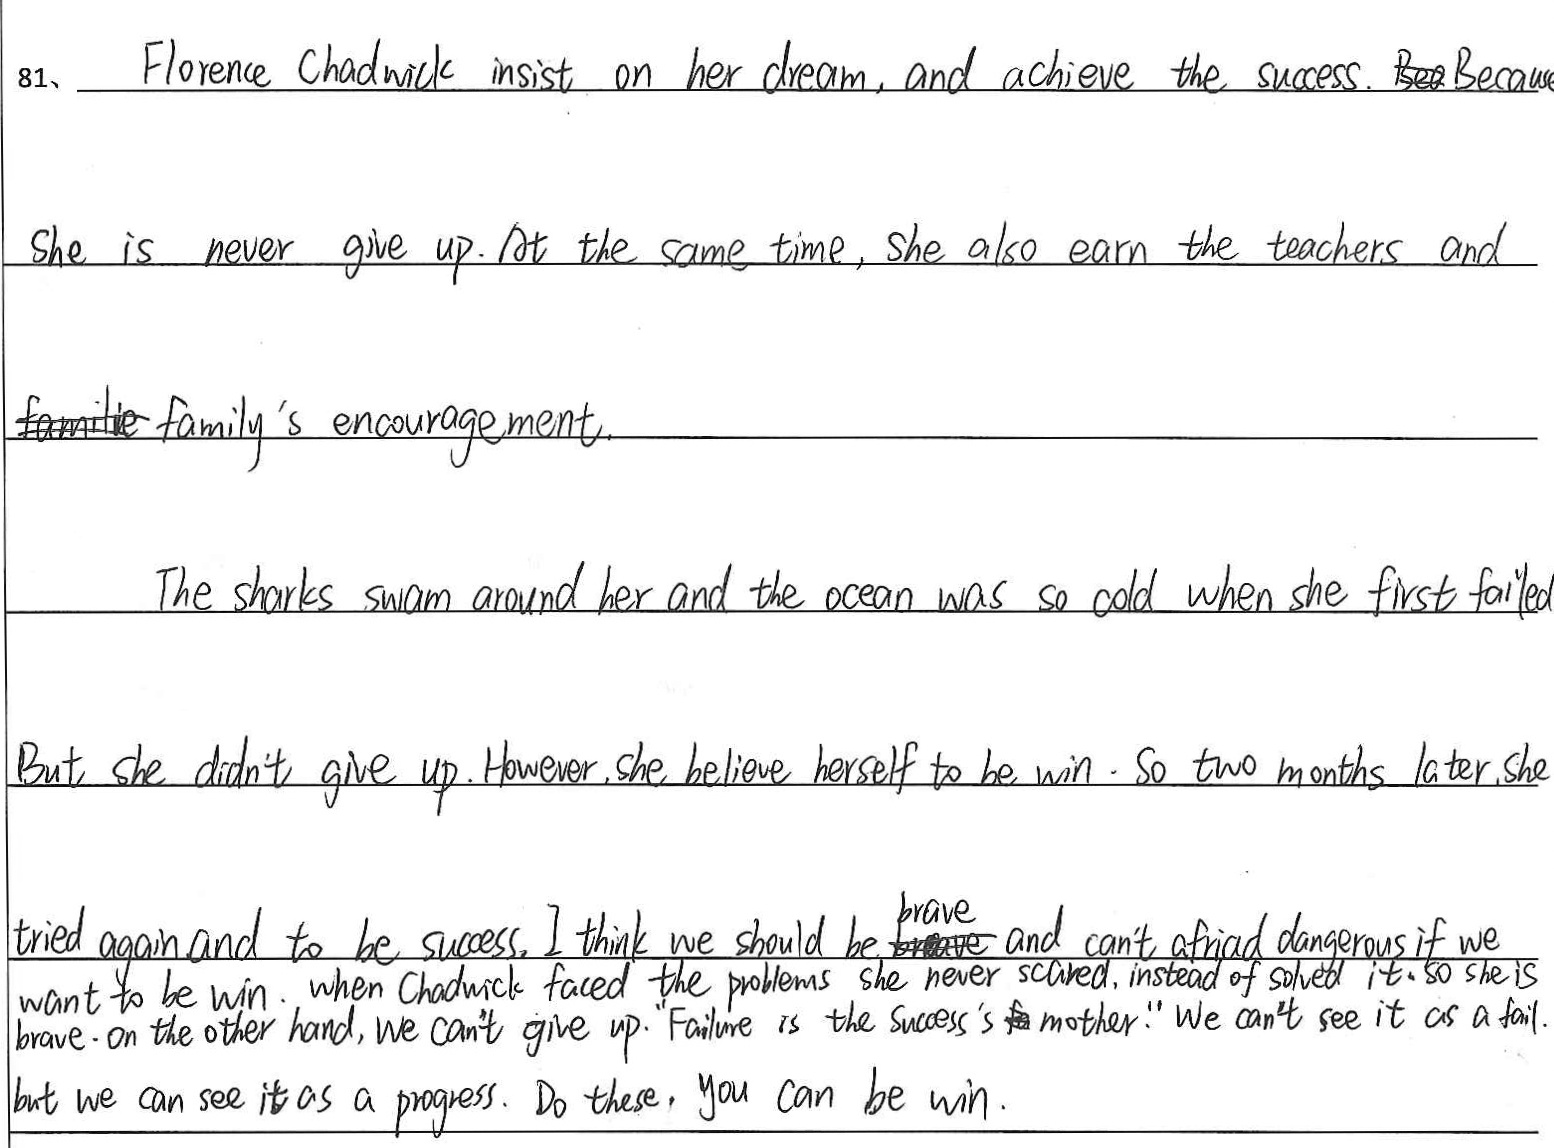 81、 Florence Chadwick insist on her dream, and achieve the success. Because
She is never give up. At the same time, she also earn the teachers and
family's encouragement.
The sharks swam around her and the ocean was so cold when she first failed
But she didn't give up. However, she believe herself to be win. So two months later, she
tried again and to be success. I think we should be brave and can't afriad dangerous if we
want to be win. when Chadwick faced the problems she never scared, instead of solved it. so she is
brave. on the other hand, we can't give up. "Failure is the success's mother." We can't see it as a fail.
but we can see it as a progress. Do these, you can be win.